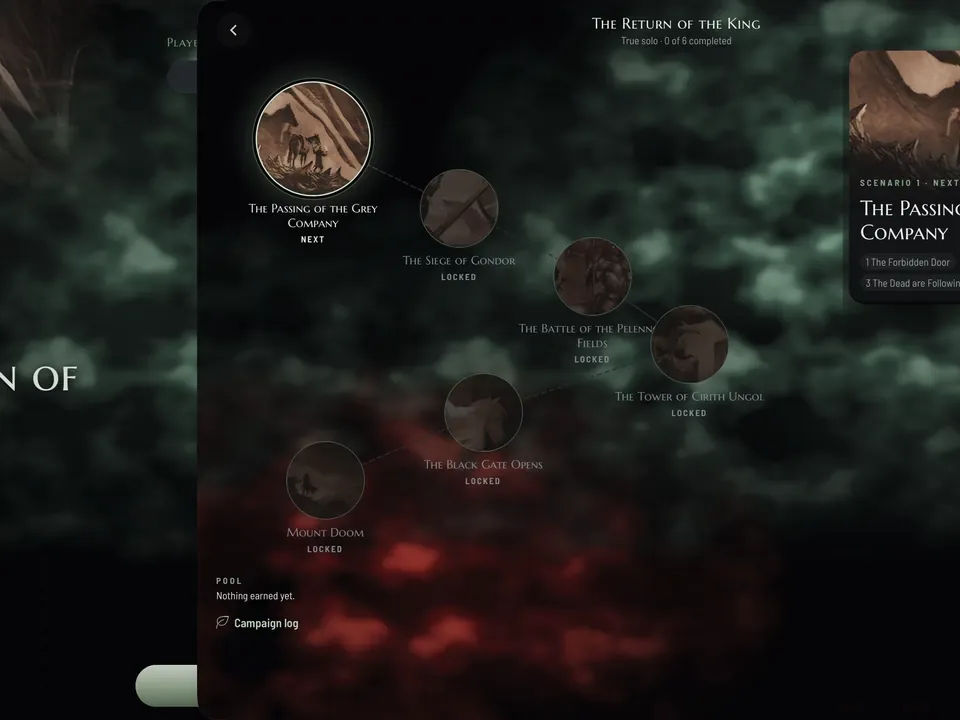 PLAYE
N OF
The Return of the King
True solo · 0 of 6 completed
The Passing of the Grey
Company
NEXT
The Siege of Gondor
LOCKED
The Battle of the Pelenn
Fields
LOCKED
The Tower of Cirith Ungol
LOCKED
The Black Gate Opens
LOCKED
Mount Doom
LOCKED
POOL
Nothing earned yet.
Campaign log
SCENARIO 1 · NEXT
The Passing
Company
1 The Forbidden Door
3 The Dead are Followin